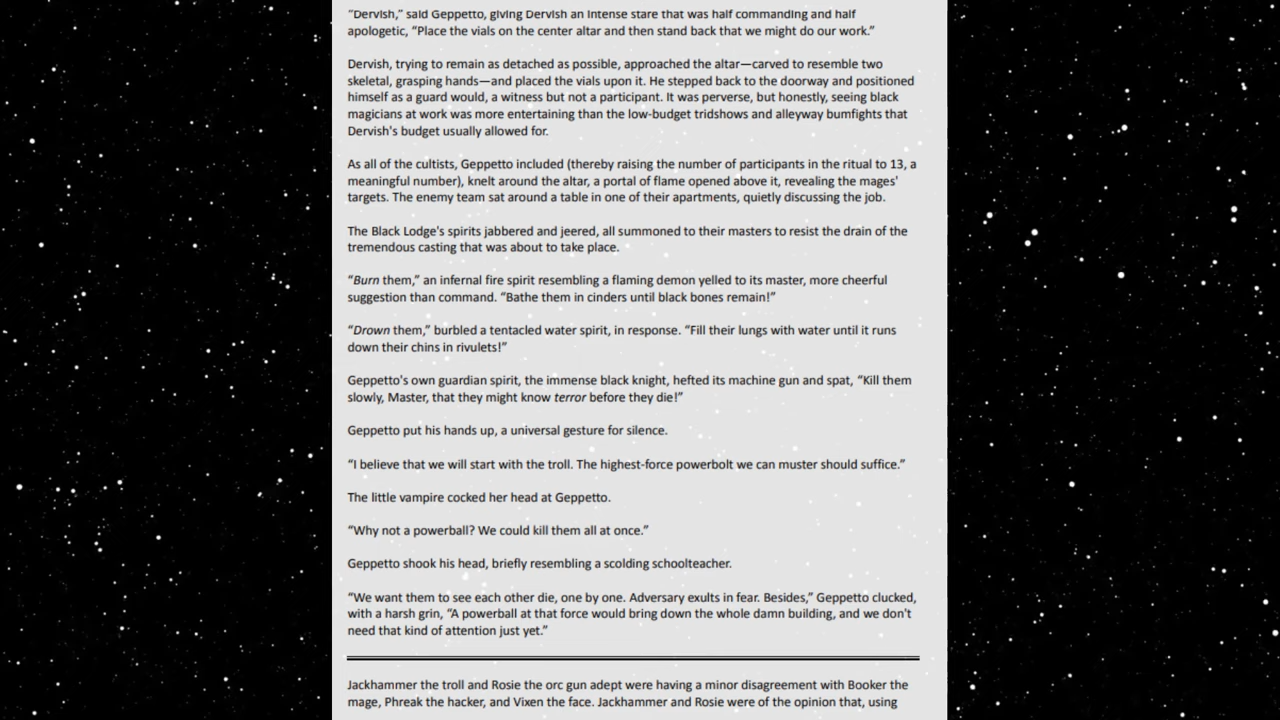 “Dervish,” said Geppetto, giving Dervish an intense stare that was half commanding and half
apologetic, “Place the vials on the center altar and then stand back that we might do our work.”
Dervish, trying to remain as detached as possible, approached the altar—carved to resemble two
skeletal, grasping hands—and placed the vials upon it. He stepped back to the doorway and positioned
himself as a guard would, a witness but not a participant. It was perverse, but honestly, seeing black
magicians at work was more entertaining than the low-budget tridshows and alleyway bumfights that
Dervish's budget usually allowed for.
As all of the cultists, Geppetto included (thereby raising the number of participants in the ritual to 13, a
meaningful number), knelt around the altar, a portal of flame opened above it, revealing the mages'
targets. The enemy team sat around a table in one of their apartments, quietly discussing the job.
The Black Lodge's spirits jabbered and jeered, all summoned to their masters to resist the drain of the
tremendous casting that was about to take place.
“Burn them,” an infernal fire spirit resembling a flaming demon yelled to its master, more cheerful
suggestion than command. “Bathe them in cinders until black bones remain!”
“Drown them,” burbled a tentacled water spirit, in response. “Fill their lungs with water until it runs
down their chins in rivulets!”
Geppetto's own guardian spirit, the immense black knight, hefted its machine gun and spat, “Kill them
slowly, Master, that they might know terror before they die!”
Geppetto put his hands up, a universal gesture for silence.
“I believe that we will start with the troll. The highest-force powerbolt we can muster should suffice.”
The little vampire cocked her head at Geppetto.
“Why not a powerball? We could kill them all at once.”
Geppetto shook his head, briefly resembling a scolding schoolteacher.
“We want them to see each other die, one by one. Adversary exults in fear. Besides,” Geppetto clucked,
with a harsh grin, “A powerball at that force would bring down the whole damn building, and we don't
need that kind of attention just yet.”
Jackhammer the troll and Rosie the orc gun adept were having a minor disagreement with Booker the
mage, Phreak the hacker, and Vixen the face. Jackhammer and Rosie were of the opinion that, using